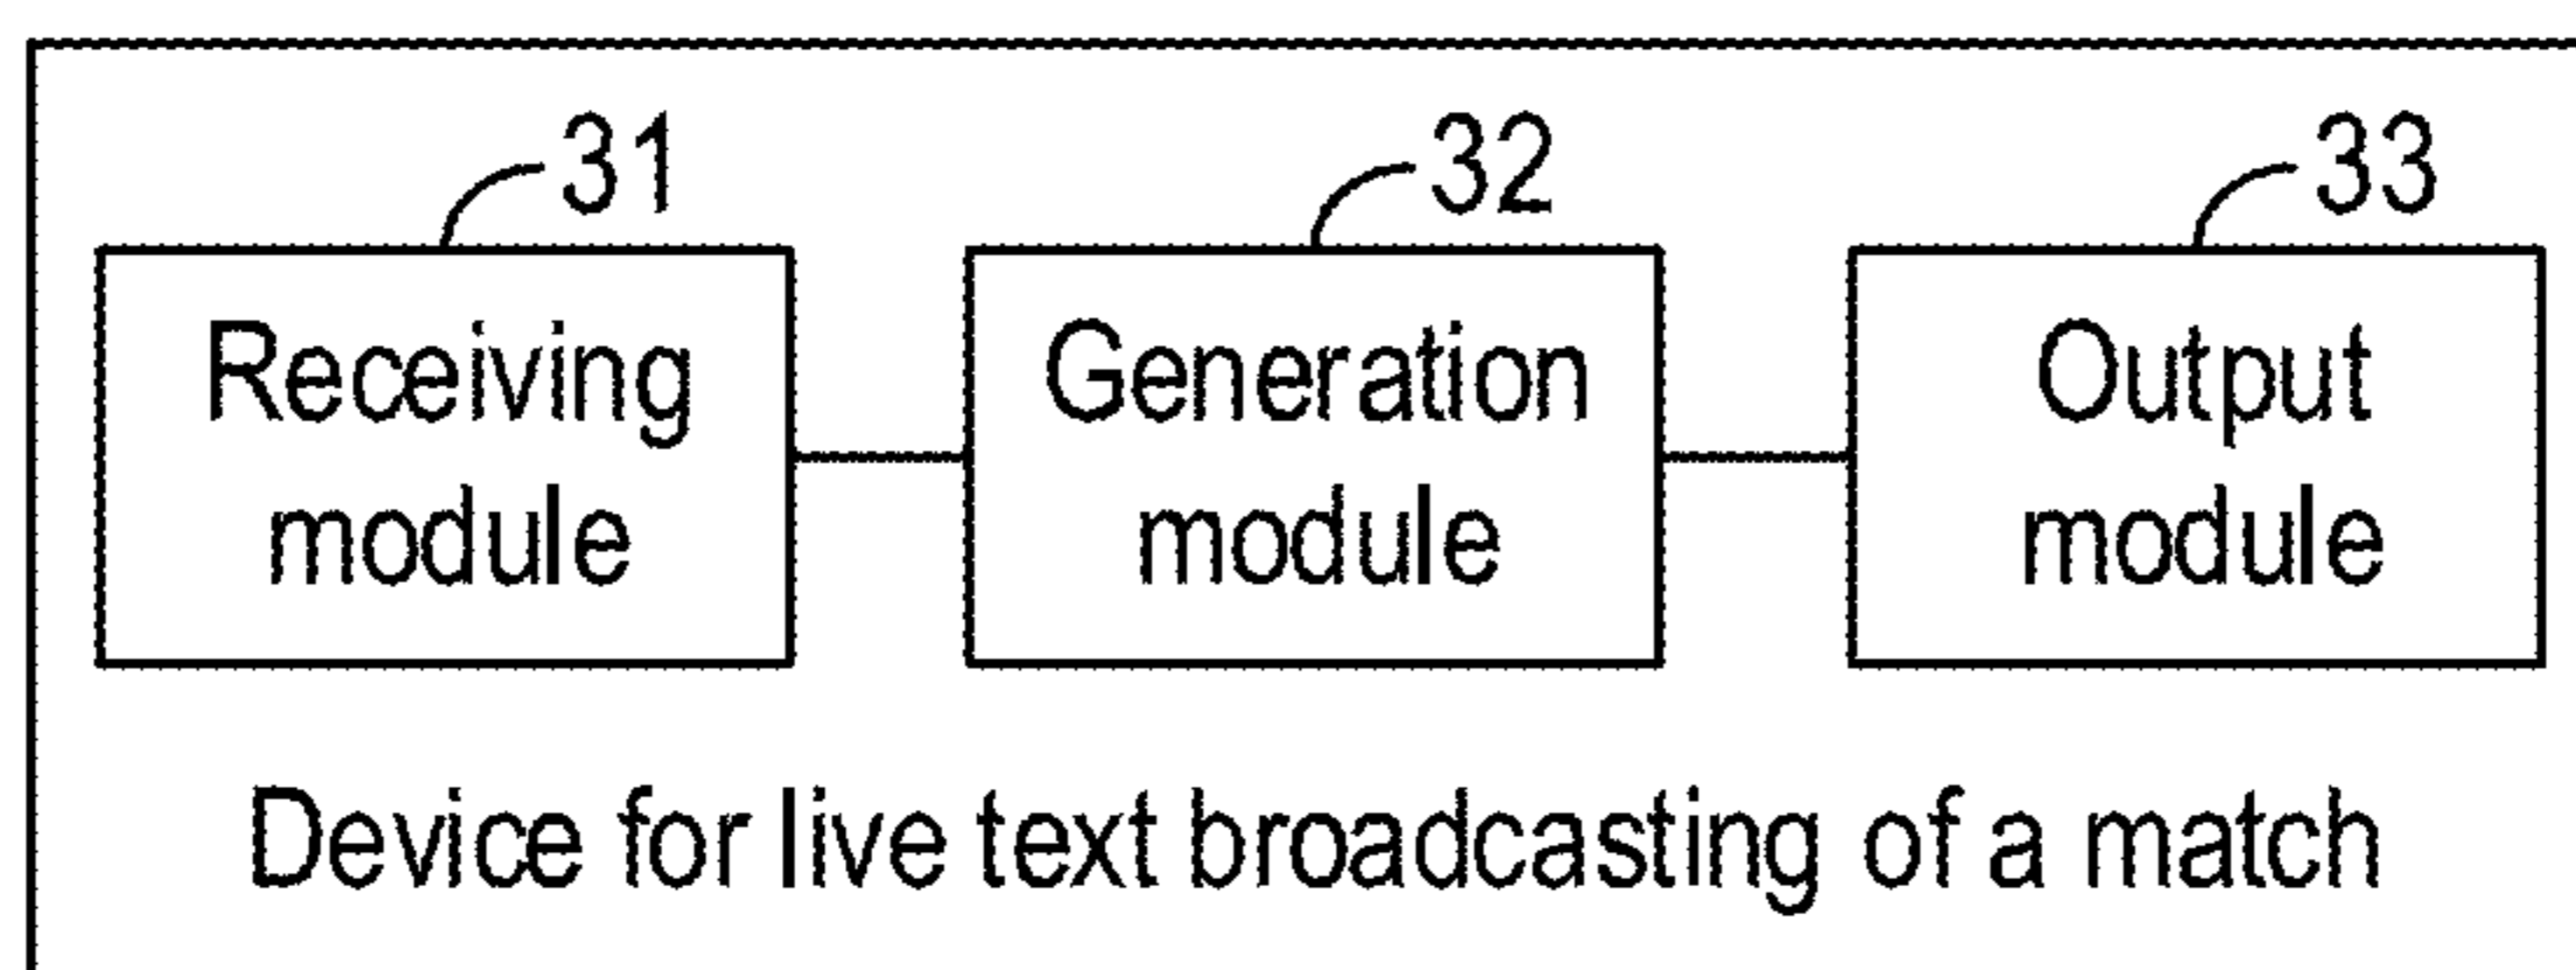 31 32 33
Receiving Generation Output
module module module
Device for live text broadcasting of a match